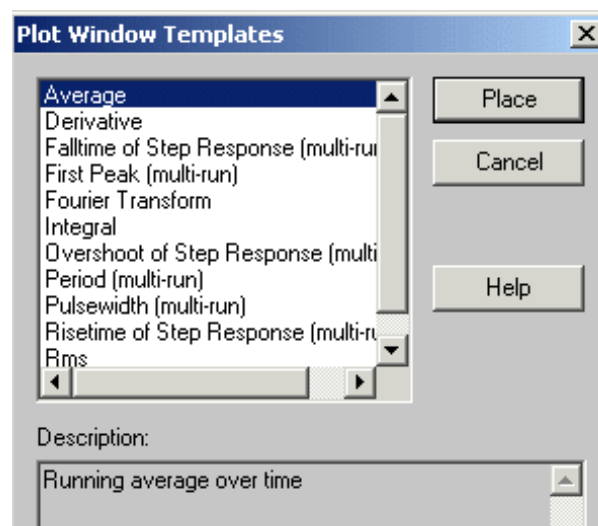 Plot Window Templates
Average
Derivative
Falltime of Step Response (multi-ru
First Peak (multi-run)
Fourier Transform
Integral
Overshoot of Step Response (multi
Period (multi-run)
Pulsewidth (multi-run)
Risetime of Step Response (multi-ru
Rms
Place
Cancel
Help
Description:
Running average over time